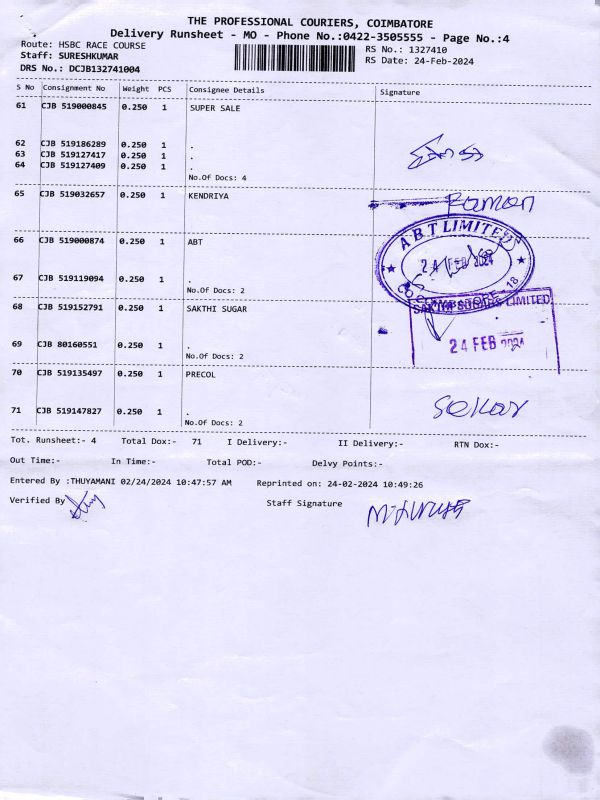 THE PROFESSIONAL COURIERS, COIMBATORE
Delivery Runsheet - MO - Phone No.:0422-3505555 - Page No.:4
Route: HSBC RACE COURSE
RS No.: 1327410
Staff: SURESHKUMAR
RS Date: 24-Feb-2024
DRS No.: DCJB132741004
S No Consignment No Weight PCS Consignee Details Signature
61 CJB 519000845 0.250 1 SUPER SALE
62 CJB 519186289 0.250 1 .
63 CJB 519127417 0.250 1 .
64 CJB 519127409 0.250 1 .
No.Of Docs: 4
65 CJB 519032657 0.250 1 KENDRIYA
Raman
66 CJB 519000874 0.250 1 ABT
A.B.T LIMITED
24 FEB 2024
67 CJB 519119094 0.250 1 .
No.Of Docs: 2
COIMBATORE - 18
68 CJB 519152791 0.250 1 SAKTHI SUGAR
SAKTHI SUGARS LIMITED
24 FEB 2024
69 CJB 80160551 0.250 1 .
No.Of Docs: 2
70 CJB 519135497 0.250 1 PRECOL
Sekar
71 CJB 519147827 0.250 1 .
No.Of Docs: 2
Tot. Runsheet:- 4 Total Dox:- 71 I Delivery:- II Delivery:- RTN Dox:-
Out Time:- In Time:- Total POD:- Delvy Points:-
Entered By :THUYAMANI 02/24/2024 10:47:57 AM Reprinted on: 24-02-2024 10:49:26
Verified By Staff Signature